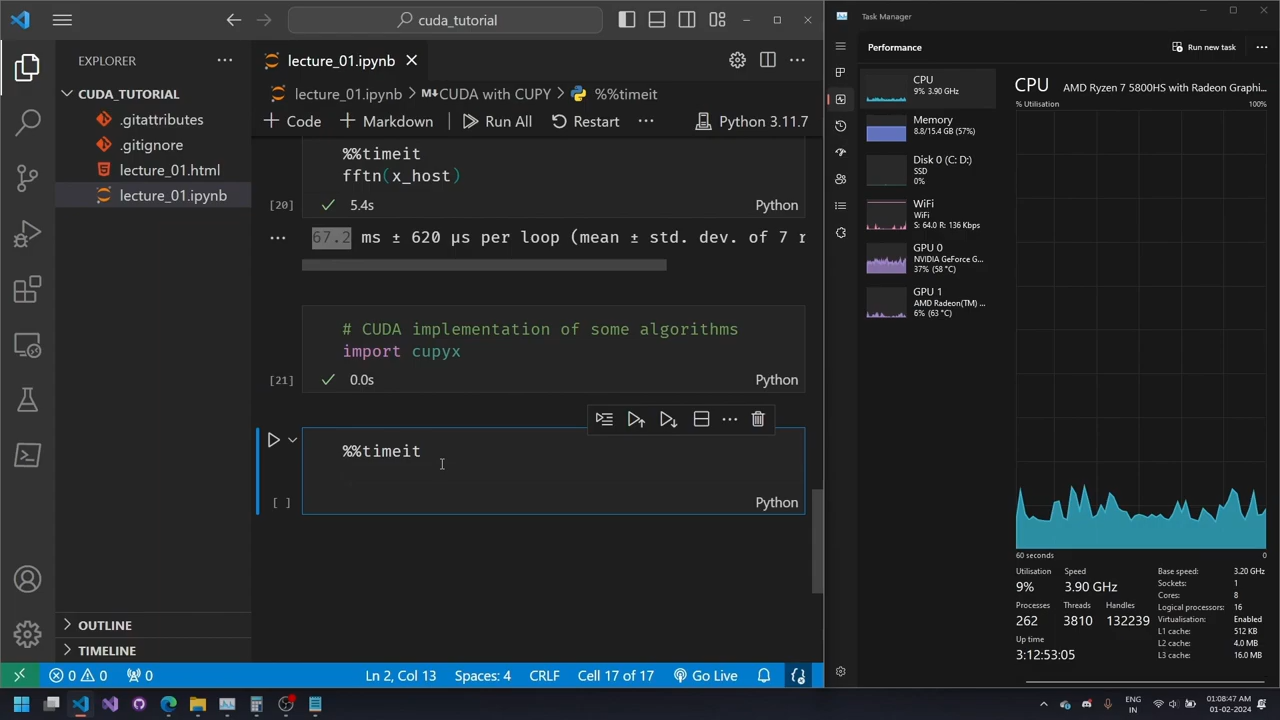 cuda_tutorial
EXPLORER
CUDA_TUTORIAL
.gitattributes
.gitignore
lecture_01.html
lecture_01.ipynb
OUTLINE
TIMELINE
lecture_01.ipynb
lecture_01.ipynb > CUDA with CUPY > %%timeit
Code
Markdown
Run All
Restart
Python 3.11.7
%%timeit
fftn(x_host)
[20]
5.4s
Python
67.2 ms ± 620 µs per loop (mean ± std. dev. of 7 r
# CUDA implementation of some algorithms
import cupyx
[21]
0.0s
Python
%%timeit
[ ]
Python
0
0
0
Ln 2, Col 13
Spaces: 4
CRLF
Cell 17 of 17
Go Live
Task Manager
Performance
Run new task
CPU
9% 3.90 GHz
Memory
8.8/15.4 GB (57%)
Disk 0 (C: D:)
SSD
0%
WiFi
WiFi
S: 64.0 R: 136 Kbps
GPU 0
NVIDIA GeForce G...
37% (58 °C)
GPU 1
AMD Radeon(TM) ...
6% (63 °C)
CPU
AMD Ryzen 7 5800HS with Radeon Graphi...
% Utilisation
100%
60 seconds
0
Utilisation
Speed
9%
3.90 GHz
Processes
Threads
Handles
262
3810
132239
Up time
3:12:53:05
Base speed:
3.20 GHz
Sockets:
1
Cores:
8
Logical processors:
16
Virtualisation:
Enabled
L1 cache:
512 KB
L2 cache:
4.0 MB
L3 cache:
16.0 MB
ENG
IN
01:08:47 AM
01-02-2024